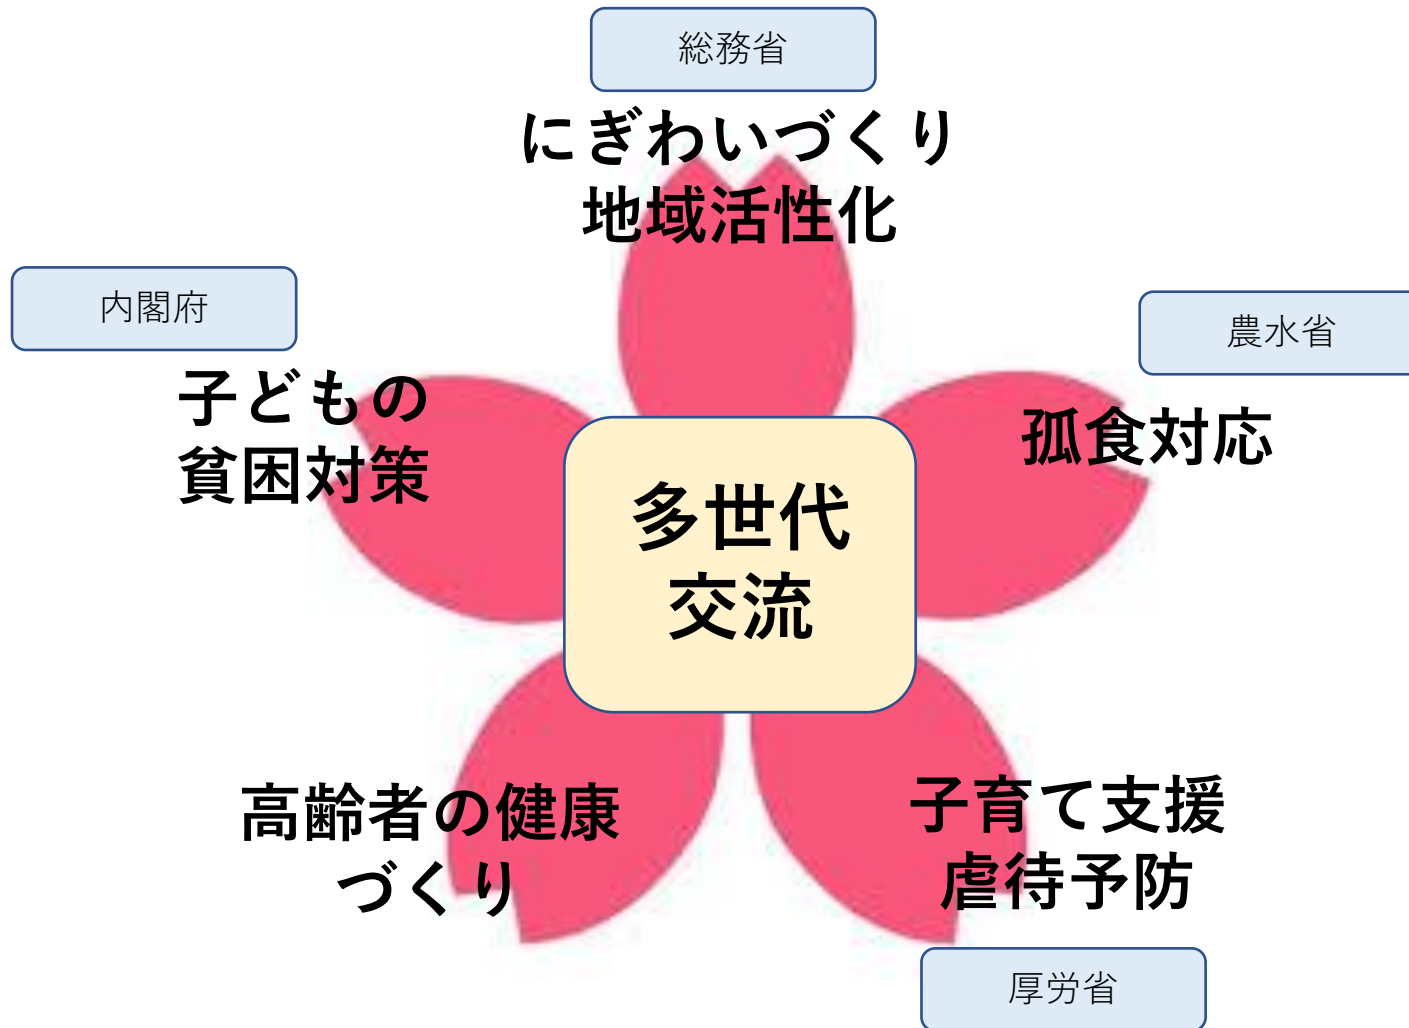 総務省
にぎわいづくり
地域活性化
内閣府
子どもの
貧困対策
農水省
孤食対応
多世代
交流
高齢者の健康
づくり
子育て支援
虐待予防
厚労省